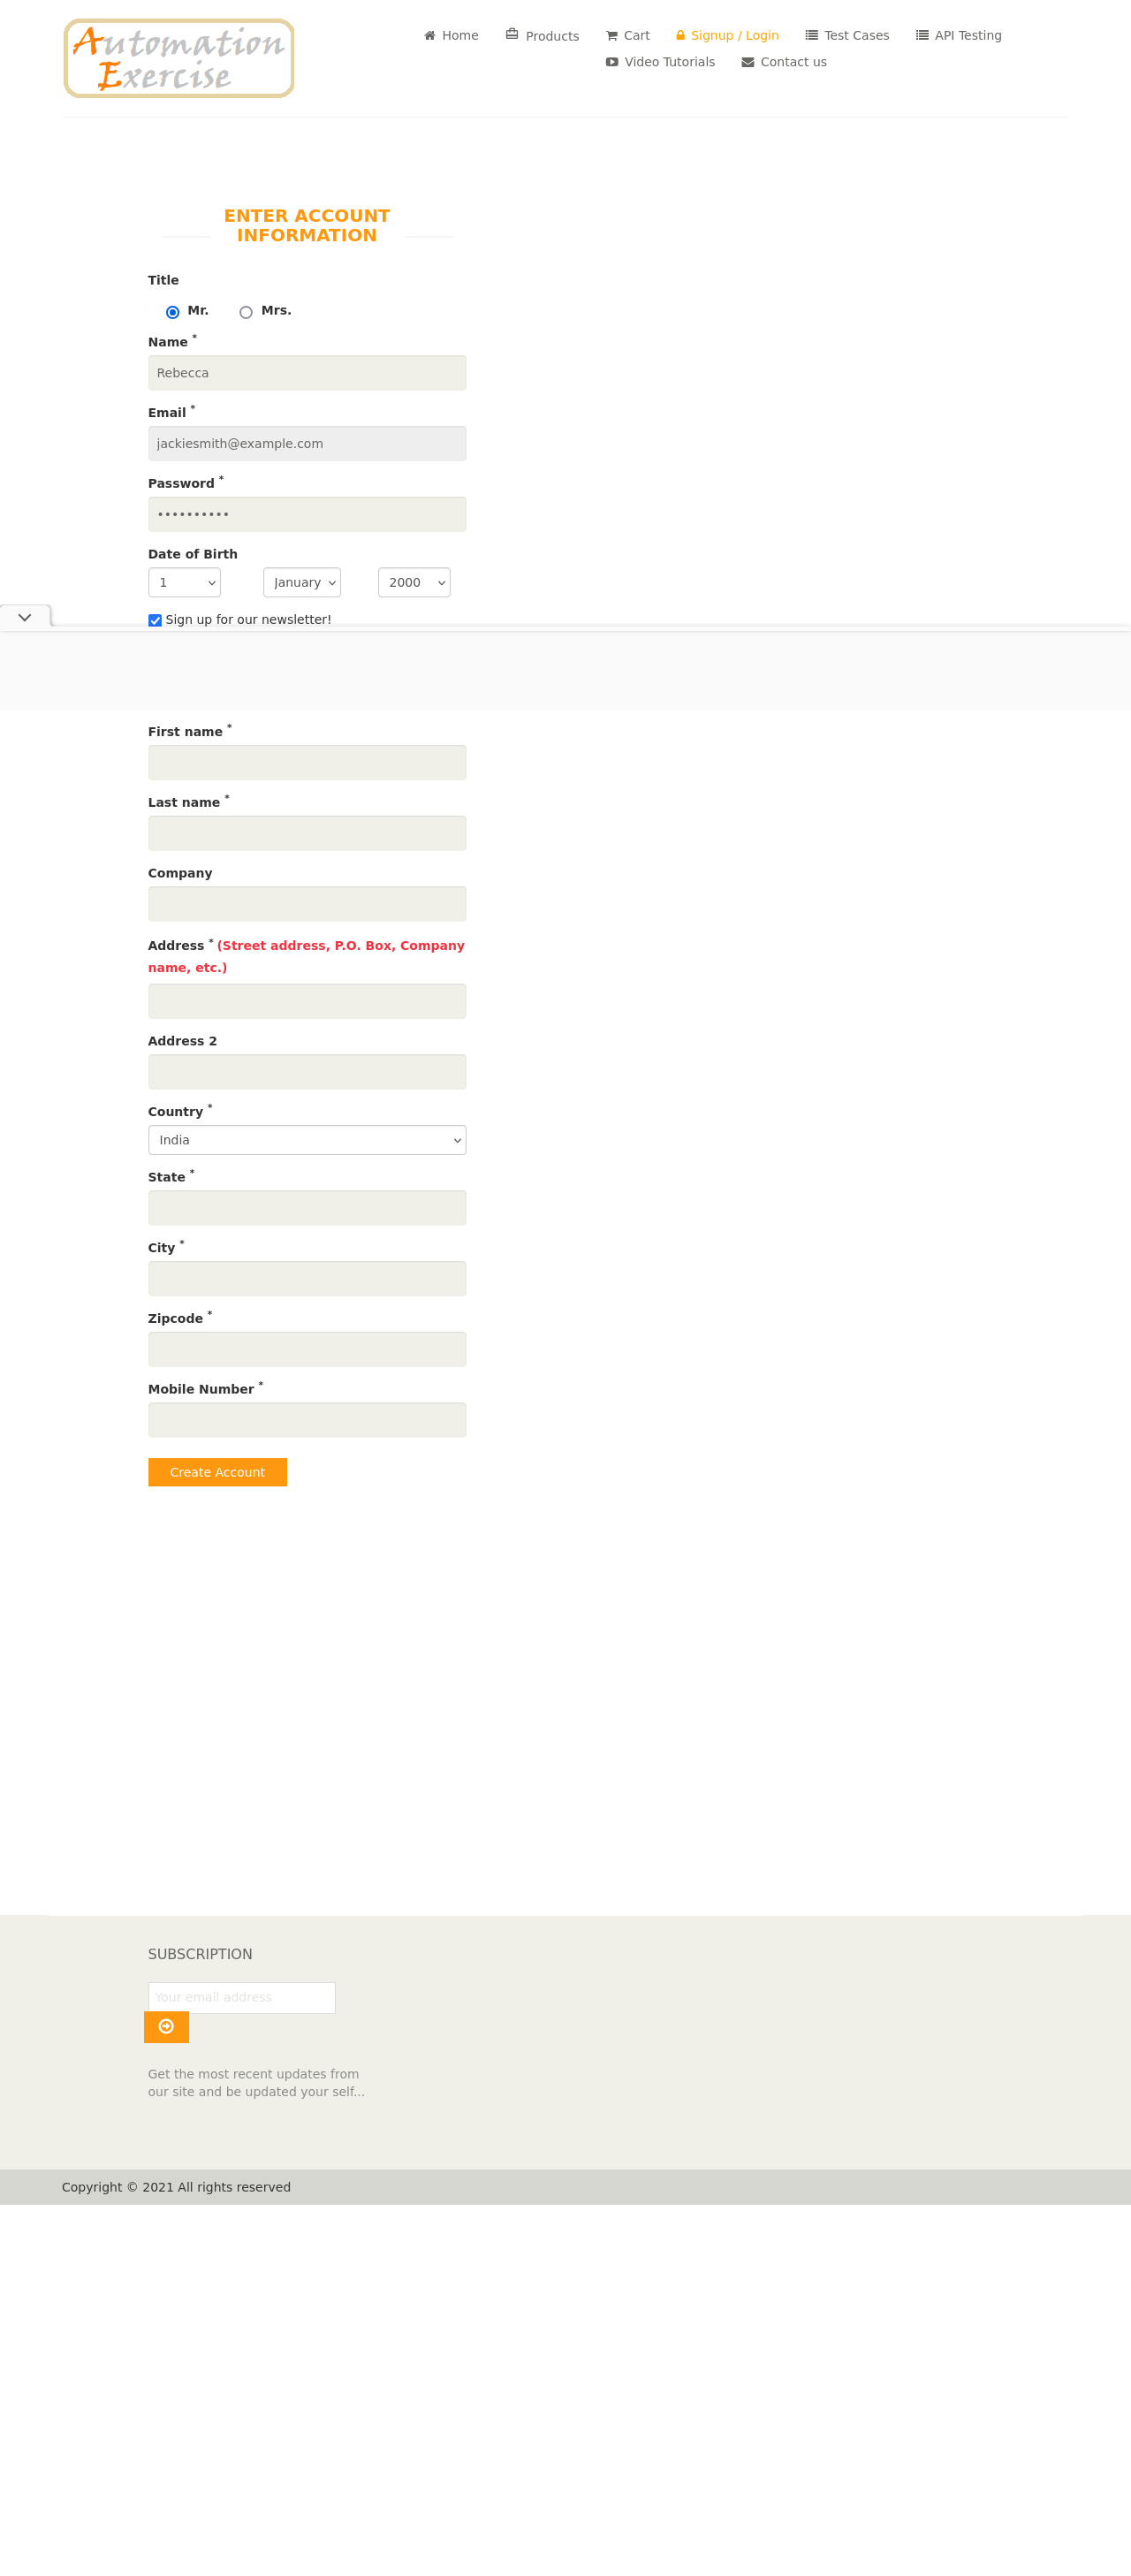 Automation
Exercise
Home
Products
Cart
Signup / Login
Test Cases
API Testing
Video Tutorials
Contact us
ENTER ACCOUNT
INFORMATION
Title
Mr.
Mrs.
Name *
Rebecca
Email *
jackiesmith@example.com
Password *
••••••••••
Date of Birth
1
January
2000
Sign up for our newsletter!
First name *
Last name *
Company
Address * (Street address, P.O. Box, Company
name, etc.)
Address 2
Country *
India
State *
City *
Zipcode *
Mobile Number *
Create Account
SUBSCRIPTION
Your email address
Get the most recent updates from
our site and be updated your self...
Copyright © 2021 All rights reserved